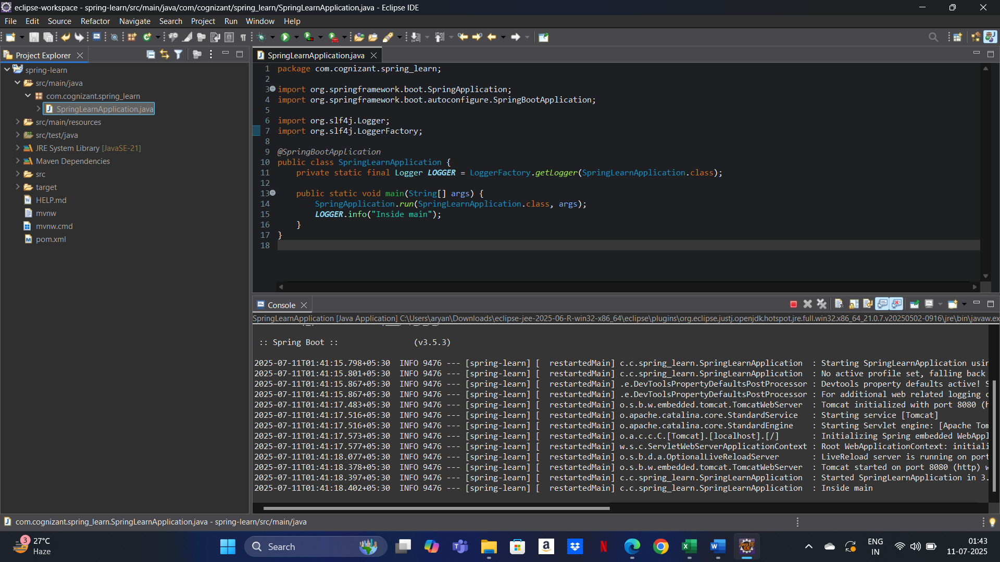 eclipse-workspace - spring-learn/src/main/java/com/cognizant/spring_learn/SpringLearnApplication.java - Eclipse IDE
File Edit Source Refactor Navigate Search Project Run Window Help
Project Explorer
spring-learn
src/main/java
com.cognizant.spring_learn
SpringLearnApplication.java
src/main/resources
src/test/java
JRE System Library [JavaSE-21]
Maven Dependencies
src
target
HELP.md
mvnw
mvnw.cmd
pom.xml
SpringLearnApplication.java
1 package com.cognizant.spring_learn;
2
3 import org.springframework.boot.SpringApplication;
4 import org.springframework.boot.autoconfigure.SpringBootApplication;
5
6 import org.slf4j.Logger;
7 import org.slf4j.LoggerFactory;
8
9 @SpringBootApplication
10 public class SpringLearnApplication {
11     private static final Logger LOGGER = LoggerFactory.getLogger(SpringLearnApplication.class);
12
13     public static void main(String[] args) {
14         SpringApplication.run(SpringLearnApplication.class, args);
15         LOGGER.info("Inside main");
16     }
17 }
18
Console
SpringLearnApplication [Java Application] C:\Users\aryan\Downloads\eclipse-jee-2025-06-R-win32-x86_64\eclipse\plugins\org.eclipse.justj.openjdk.hotspot.jre.full.win32.x86_64_21.0.7.v20250502-0916\jre\bin\javaw.ex
:: Spring Boot ::                (v3.5.3)
2025-07-11T01:41:15.798+05:30  INFO 9476 --- [spring-learn] [  restartedMain] c.c.spring_learn.SpringLearnApplication  : Starting SpringLearnApplication usin
2025-07-11T01:41:15.801+05:30  INFO 9476 --- [spring-learn] [  restartedMain] c.c.spring_learn.SpringLearnApplication  : No active profile set, falling back
2025-07-11T01:41:15.867+05:30  INFO 9476 --- [spring-learn] [  restartedMain] .e.DevToolsPropertyDefaultsPostProcessor : Devtools property defaults active! S
2025-07-11T01:41:15.867+05:30  INFO 9476 --- [spring-learn] [  restartedMain] .e.DevToolsPropertyDefaultsPostProcessor : For additional web related logging c
2025-07-11T01:41:17.483+05:30  INFO 9476 --- [spring-learn] [  restartedMain] o.s.b.w.embedded.tomcat.TomcatWebServer  : Tomcat initialized with port 8080 (h
2025-07-11T01:41:17.516+05:30  INFO 9476 --- [spring-learn] [  restartedMain] o.apache.catalina.core.StandardService   : Starting service [Tomcat]
2025-07-11T01:41:17.516+05:30  INFO 9476 --- [spring-learn] [  restartedMain] o.apache.catalina.core.StandardEngine    : Starting Servlet engine: [Apache Tom
2025-07-11T01:41:17.573+05:30  INFO 9476 --- [spring-learn] [  restartedMain] o.a.c.c.C.[Tomcat].[localhost].[/]       : Initializing Spring embedded WebAppl
2025-07-11T01:41:17.577+05:30  INFO 9476 --- [spring-learn] [  restartedMain] w.s.c.ServletWebServerApplicationContext : Root WebApplicationContext: initiali
2025-07-11T01:41:18.077+05:30  INFO 9476 --- [spring-learn] [  restartedMain] o.s.b.d.a.OptionalLiveReloadServer       : LiveReload server is running on port
2025-07-11T01:41:18.378+05:30  INFO 9476 --- [spring-learn] [  restartedMain] o.s.b.w.embedded.tomcat.TomcatWebServer  : Tomcat started on port 8080 (http) w
2025-07-11T01:41:18.397+05:30  INFO 9476 --- [spring-learn] [  restartedMain] c.c.spring_learn.SpringLearnApplication  : Started SpringLearnApplication in 3.
2025-07-11T01:41:18.402+05:30  INFO 9476 --- [spring-learn] [  restartedMain] c.c.spring_learn.SpringLearnApplication  : Inside main
com.cognizant.spring_learn.SpringLearnApplication.java - spring-learn/src/main/java
3
27°C
Haze
Search
ENG
IN
01:43
11-07-2025